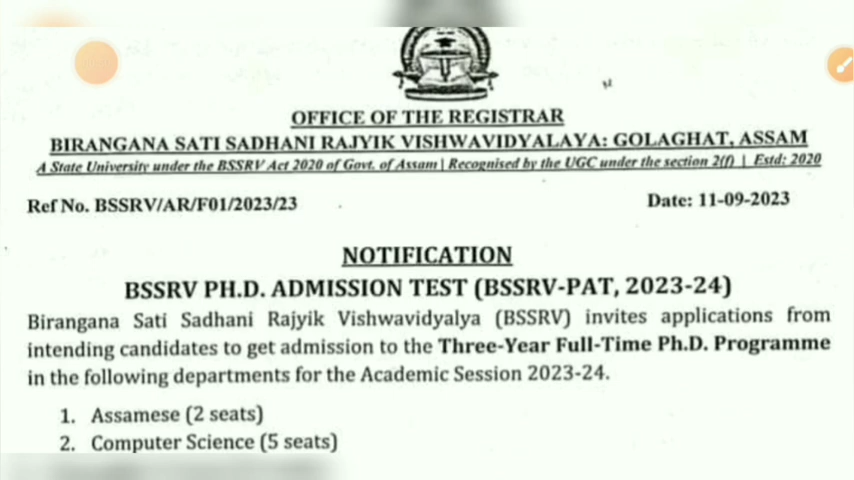 OFFICE OF THE REGISTRAR
BIRANGANA SATI SADHANI RAJYIK VISHWAVIDYALAYA: GOLAGHAT, ASSAM
A State University under the BSSRV Act 2020 of Govt. of Assam | Recognised by the UGC under the section 2(f) | Estd: 2020
Ref No. BSSRV/AR/F01/2023/23
Date: 11-09-2023
NOTIFICATION
BSSRV PH.D. ADMISSION TEST (BSSRV-PAT, 2023-24)
Birangana Sati Sadhani Rajyik Vishwavidyalya (BSSRV) invites applications from
intending candidates to get admission to the Three-Year Full-Time Ph.D. Programme
in the following departments for the Academic Session 2023-24.
1. Assamese (2 seats)
2. Computer Science (5 seats)